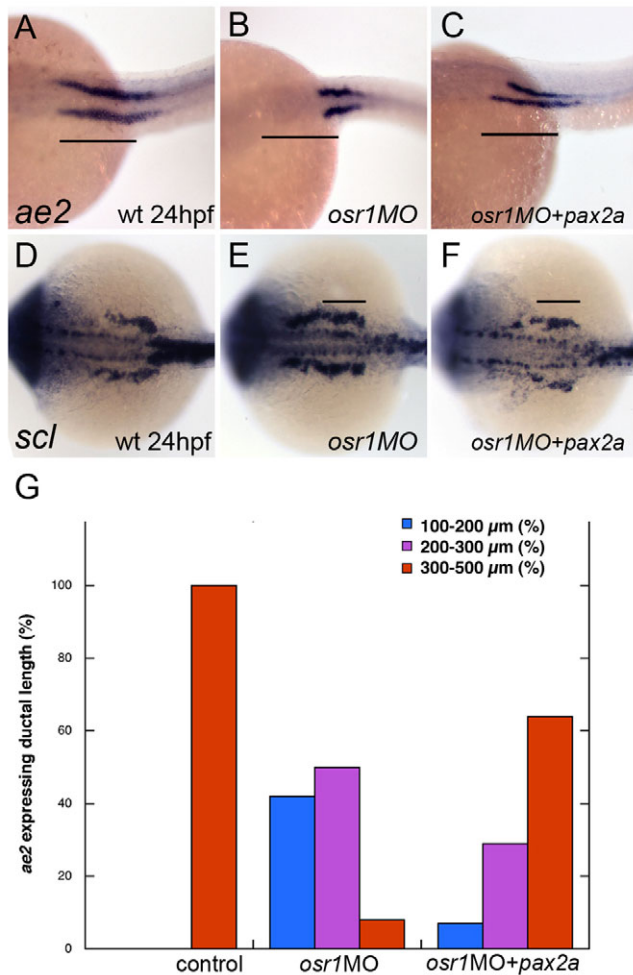 A
B
C
ae2
wt 24hpf
osr1MO
osr1MO+pax2a
D
E
F
scl
wt 24hpf
osr1MO
osr1MO+pax2a
G
100-200 µm (%)
200-300 µm (%)
300-500 µm (%)
ae2 expressing ductal length (%)
100
80
60
40
20
0
control
osr1MO
osr1MO+pax2a